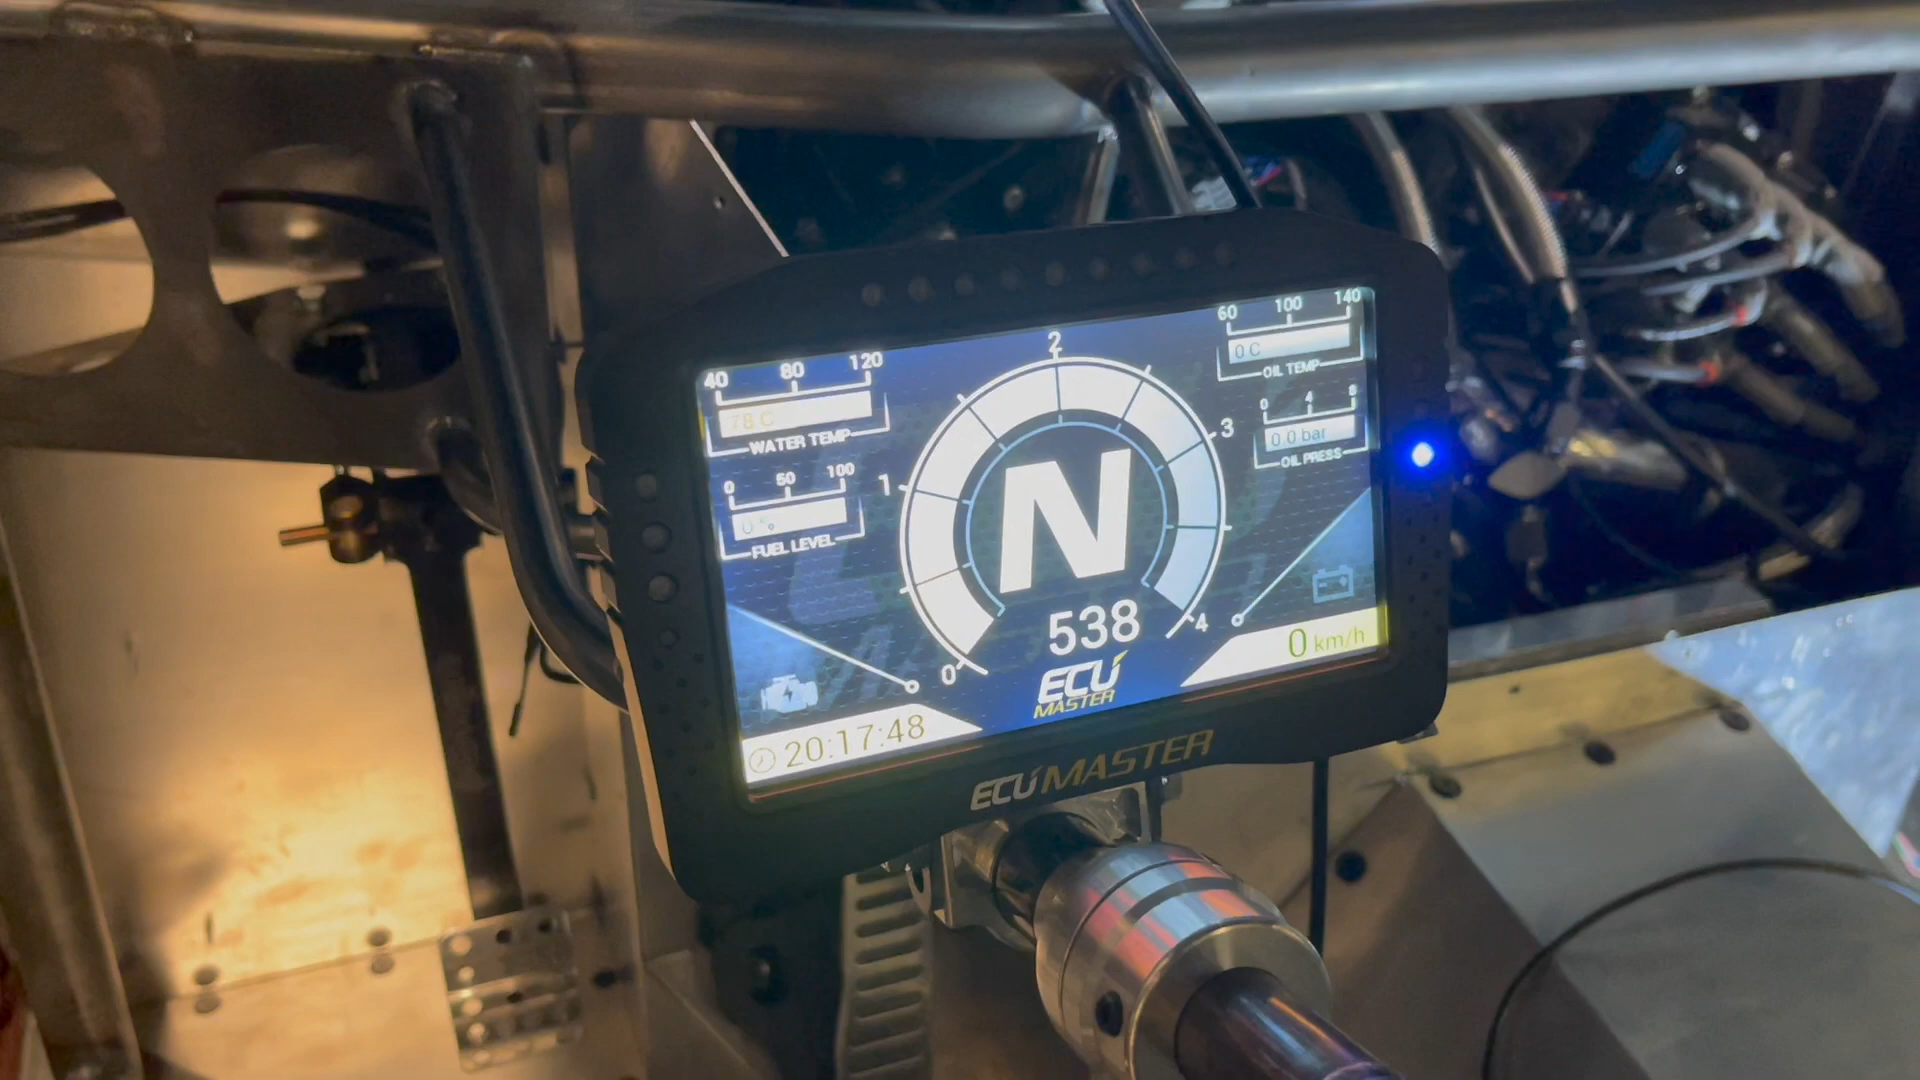 40 80 120
78 C
WATER TEMP
0 50 100
0 %
FUEL LEVEL
2
1
3
0
4
N
538
ECU
MASTER
60 100 140
0 C
OIL TEMP
0 4 8
0.0 bar
OIL PRESS
0 km/h
20:17:48
ECUMASTER